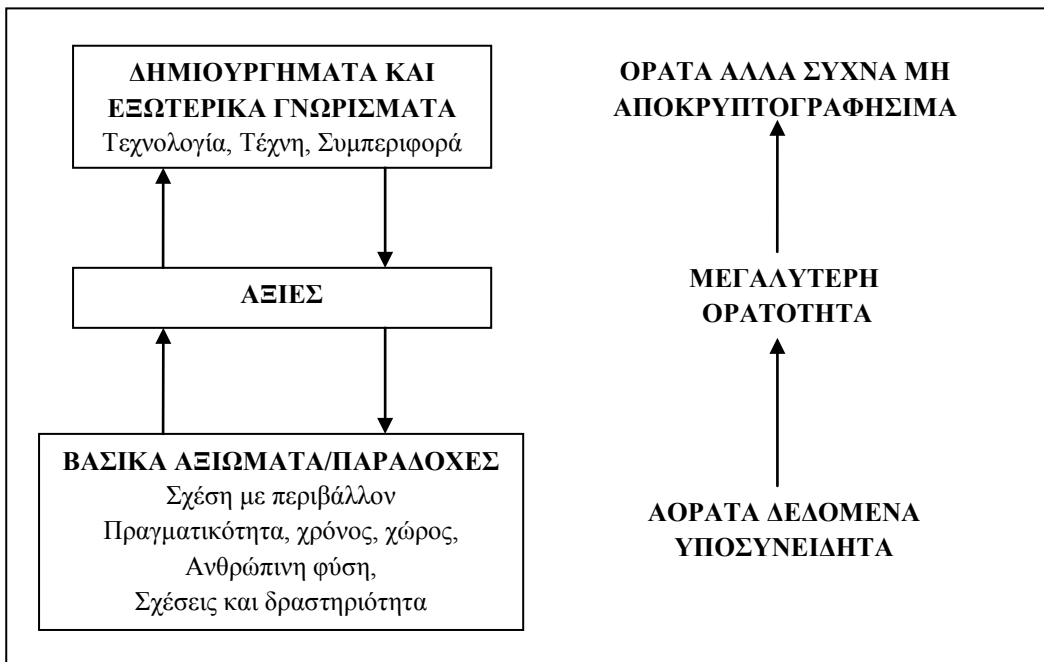 ΔΗΜΙΟΥΡΓΗΜΑΤΑ ΚΑΙ
ΕΞΩΤΕΡΙΚΑ ΓΝΩΡΙΣΜΑΤΑ
Τεχνολογία, Τέχνη, Συμπεριφορά
ΟΡΑΤΑ ΑΛΛΑ ΣΥΧΝΑ ΜΗ
ΑΠΟΚΡΥΠΤΟΓΡΑΦΗΣΙΜΑ
ΑΞΙΕΣ
ΜΕΓΑΛΥΤΕΡΗ
ΟΡΑΤΟΤΗΤΑ
ΒΑΣΙΚΑ ΑΞΙΩΜΑΤΑ/ΠΑΡΑΔΟΧΕΣ
Σχέση με περιβάλλον
Πραγματικότητα, χρόνος, χώρος,
Ανθρώπινη φύση,
Σχέσεις και δραστηριότητα
ΑΟΡΑΤΑ ΔΕΔΟΜΕΝΑ
ΥΠΟΣΥΝΕΙΔΗΤΑ